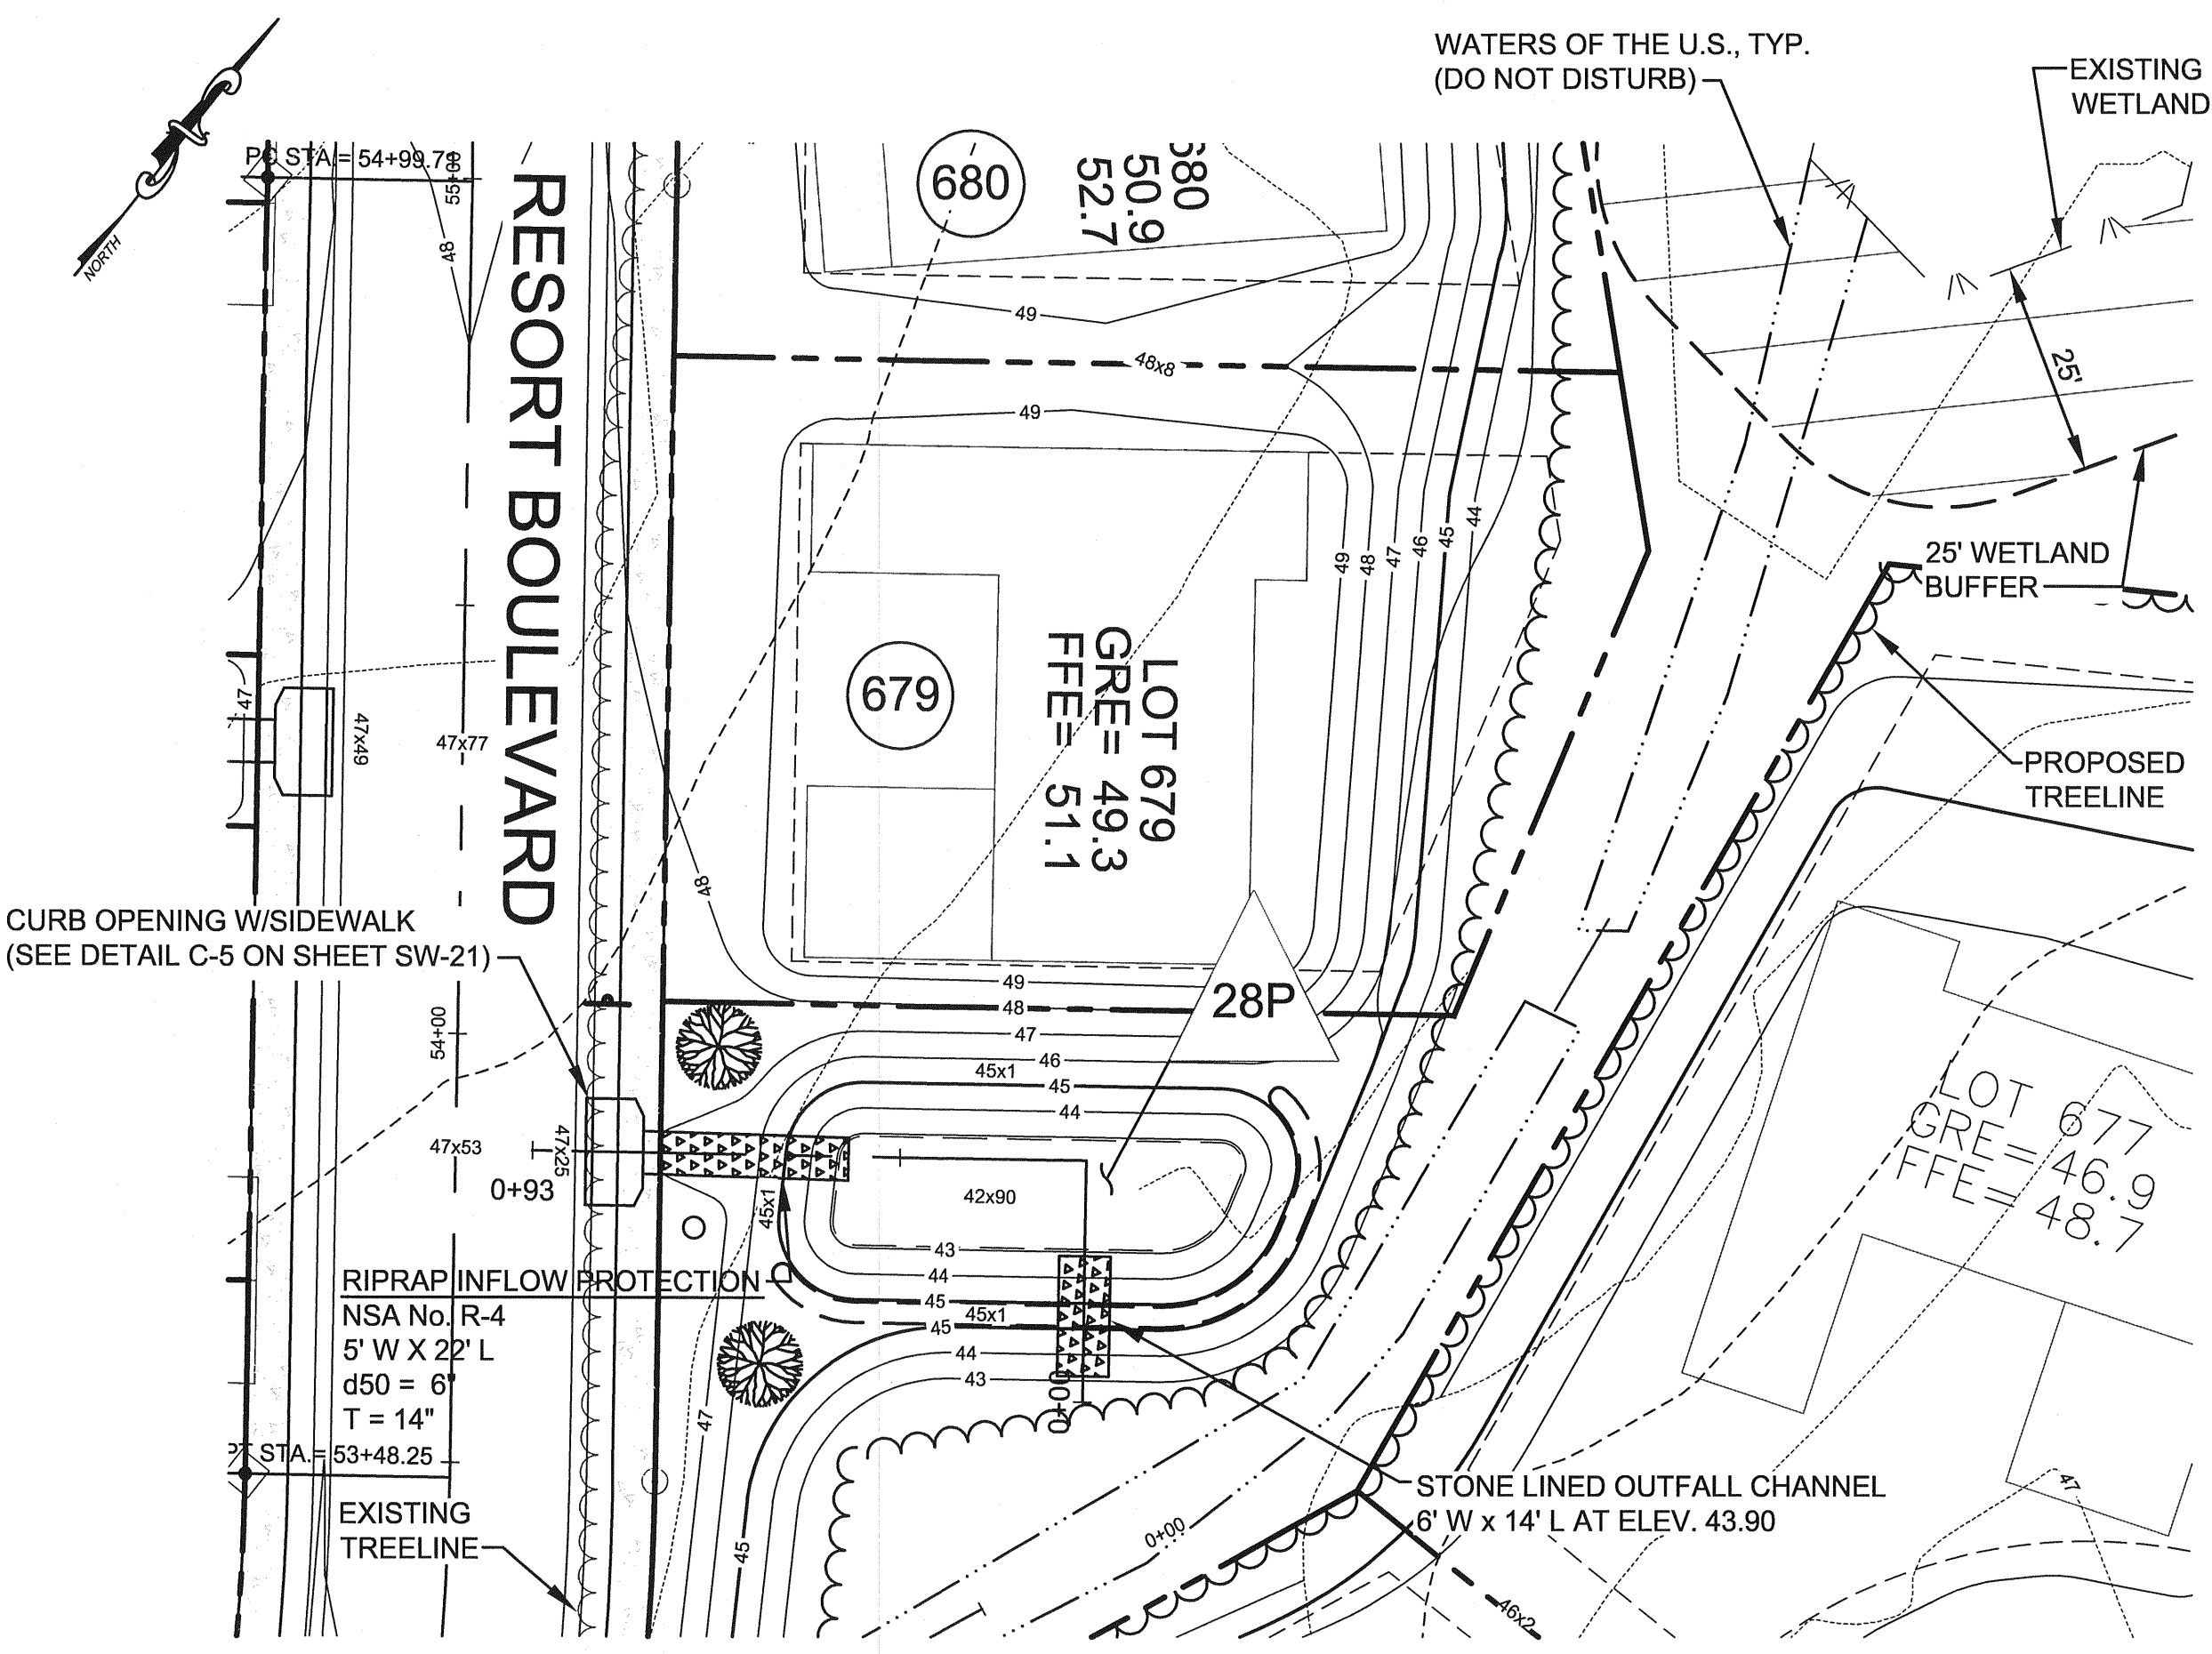 WATERS OF THE U.S., TYP.
(DO NOT DISTURB)
EXISTING
WETLAND
NORTH
PC STA.= 54+99.70
55+00
48
RESORT BOULEVARD
680
680
50.9
52.7
49
48x8
49
25'
49
48
47
46
45
44
25' WETLAND
BUFFER
679
LOT 679
GRE= 49.3
FFE= 51.1
47
47x49
47x77
PROPOSED
TREELINE
48
CURB OPENING W/SIDEWALK
(SEE DETAIL C-5 ON SHEET SW-21)
54+00
49
48
47
46
45x1
45
44
28P
47x53
47x25
0+93
45x1
42x90
LOT 677
GRE= 46.9
FFE= 48.7
43
44
45
45x1
45
44
43
0+00
RIPRAP INFLOW PROTECTION
NSA No. R-4
5' W X 22' L
d50 = 6"
T = 14"
PT STA.= 53+48.25
47
EXISTING
TREELINE
45
STONE LINED OUTFALL CHANNEL
6' W x 14' L AT ELEV. 43.90
0+00
47
46x2